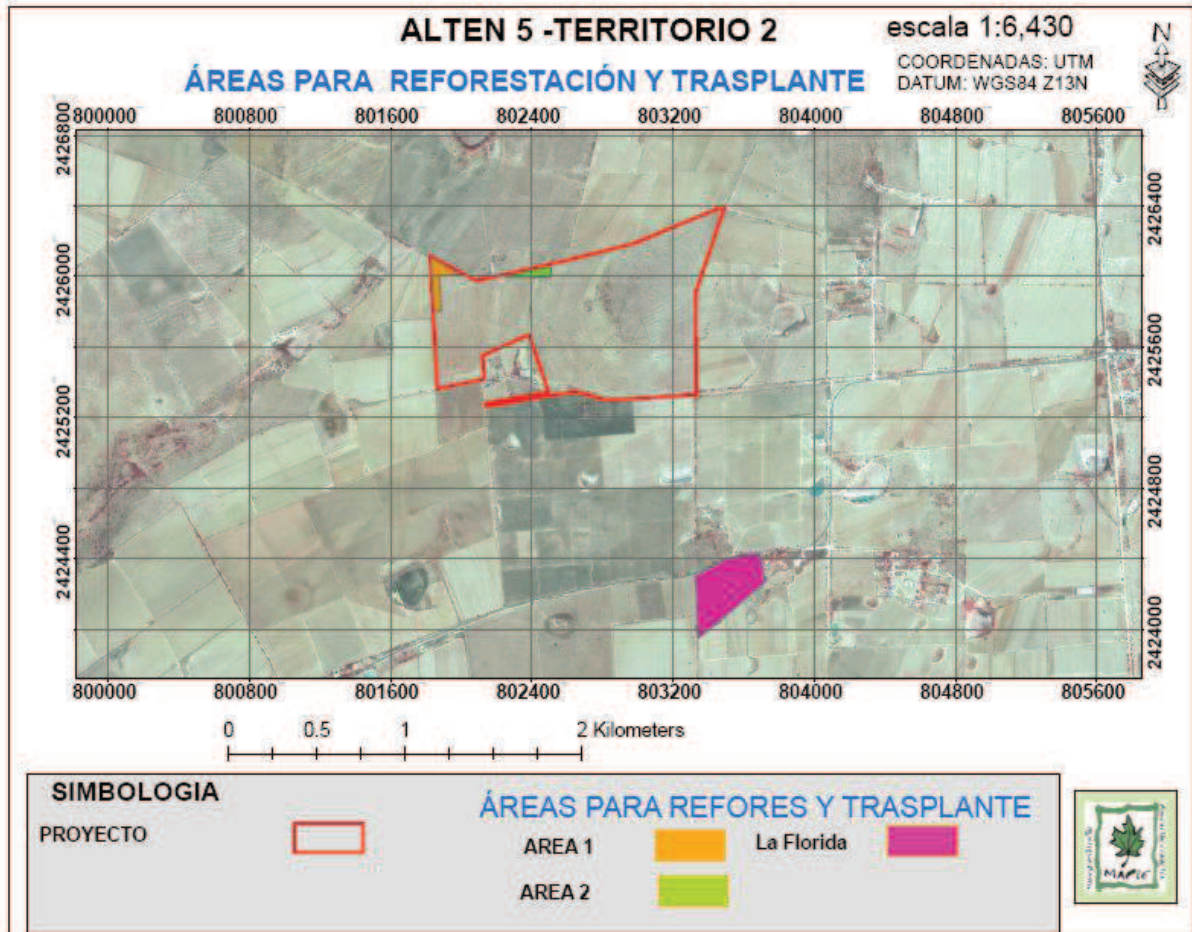 ALTEN 5 -TERRITORIO 2
escala 1:6,430
ÁREAS PARA REFORESTACIÓN Y TRASPLANTE
COORDENADAS: UTM
DATUM: WGS84 Z13N
N
800000 800800 801600 802400 803200 804000 804800 805600
2426800
2426400
2426000
2425600
2425200
2424800
2424400
2424000
800000 800800 801600 802400 803200 804000 804800 805600
0 0.5 1 2 Kilometers
SIMBOLOGIA
ÁREAS PARA REFORES Y TRASPLANTE
PROYECTO
AREA 1
La Florida
AREA 2
MAPLE